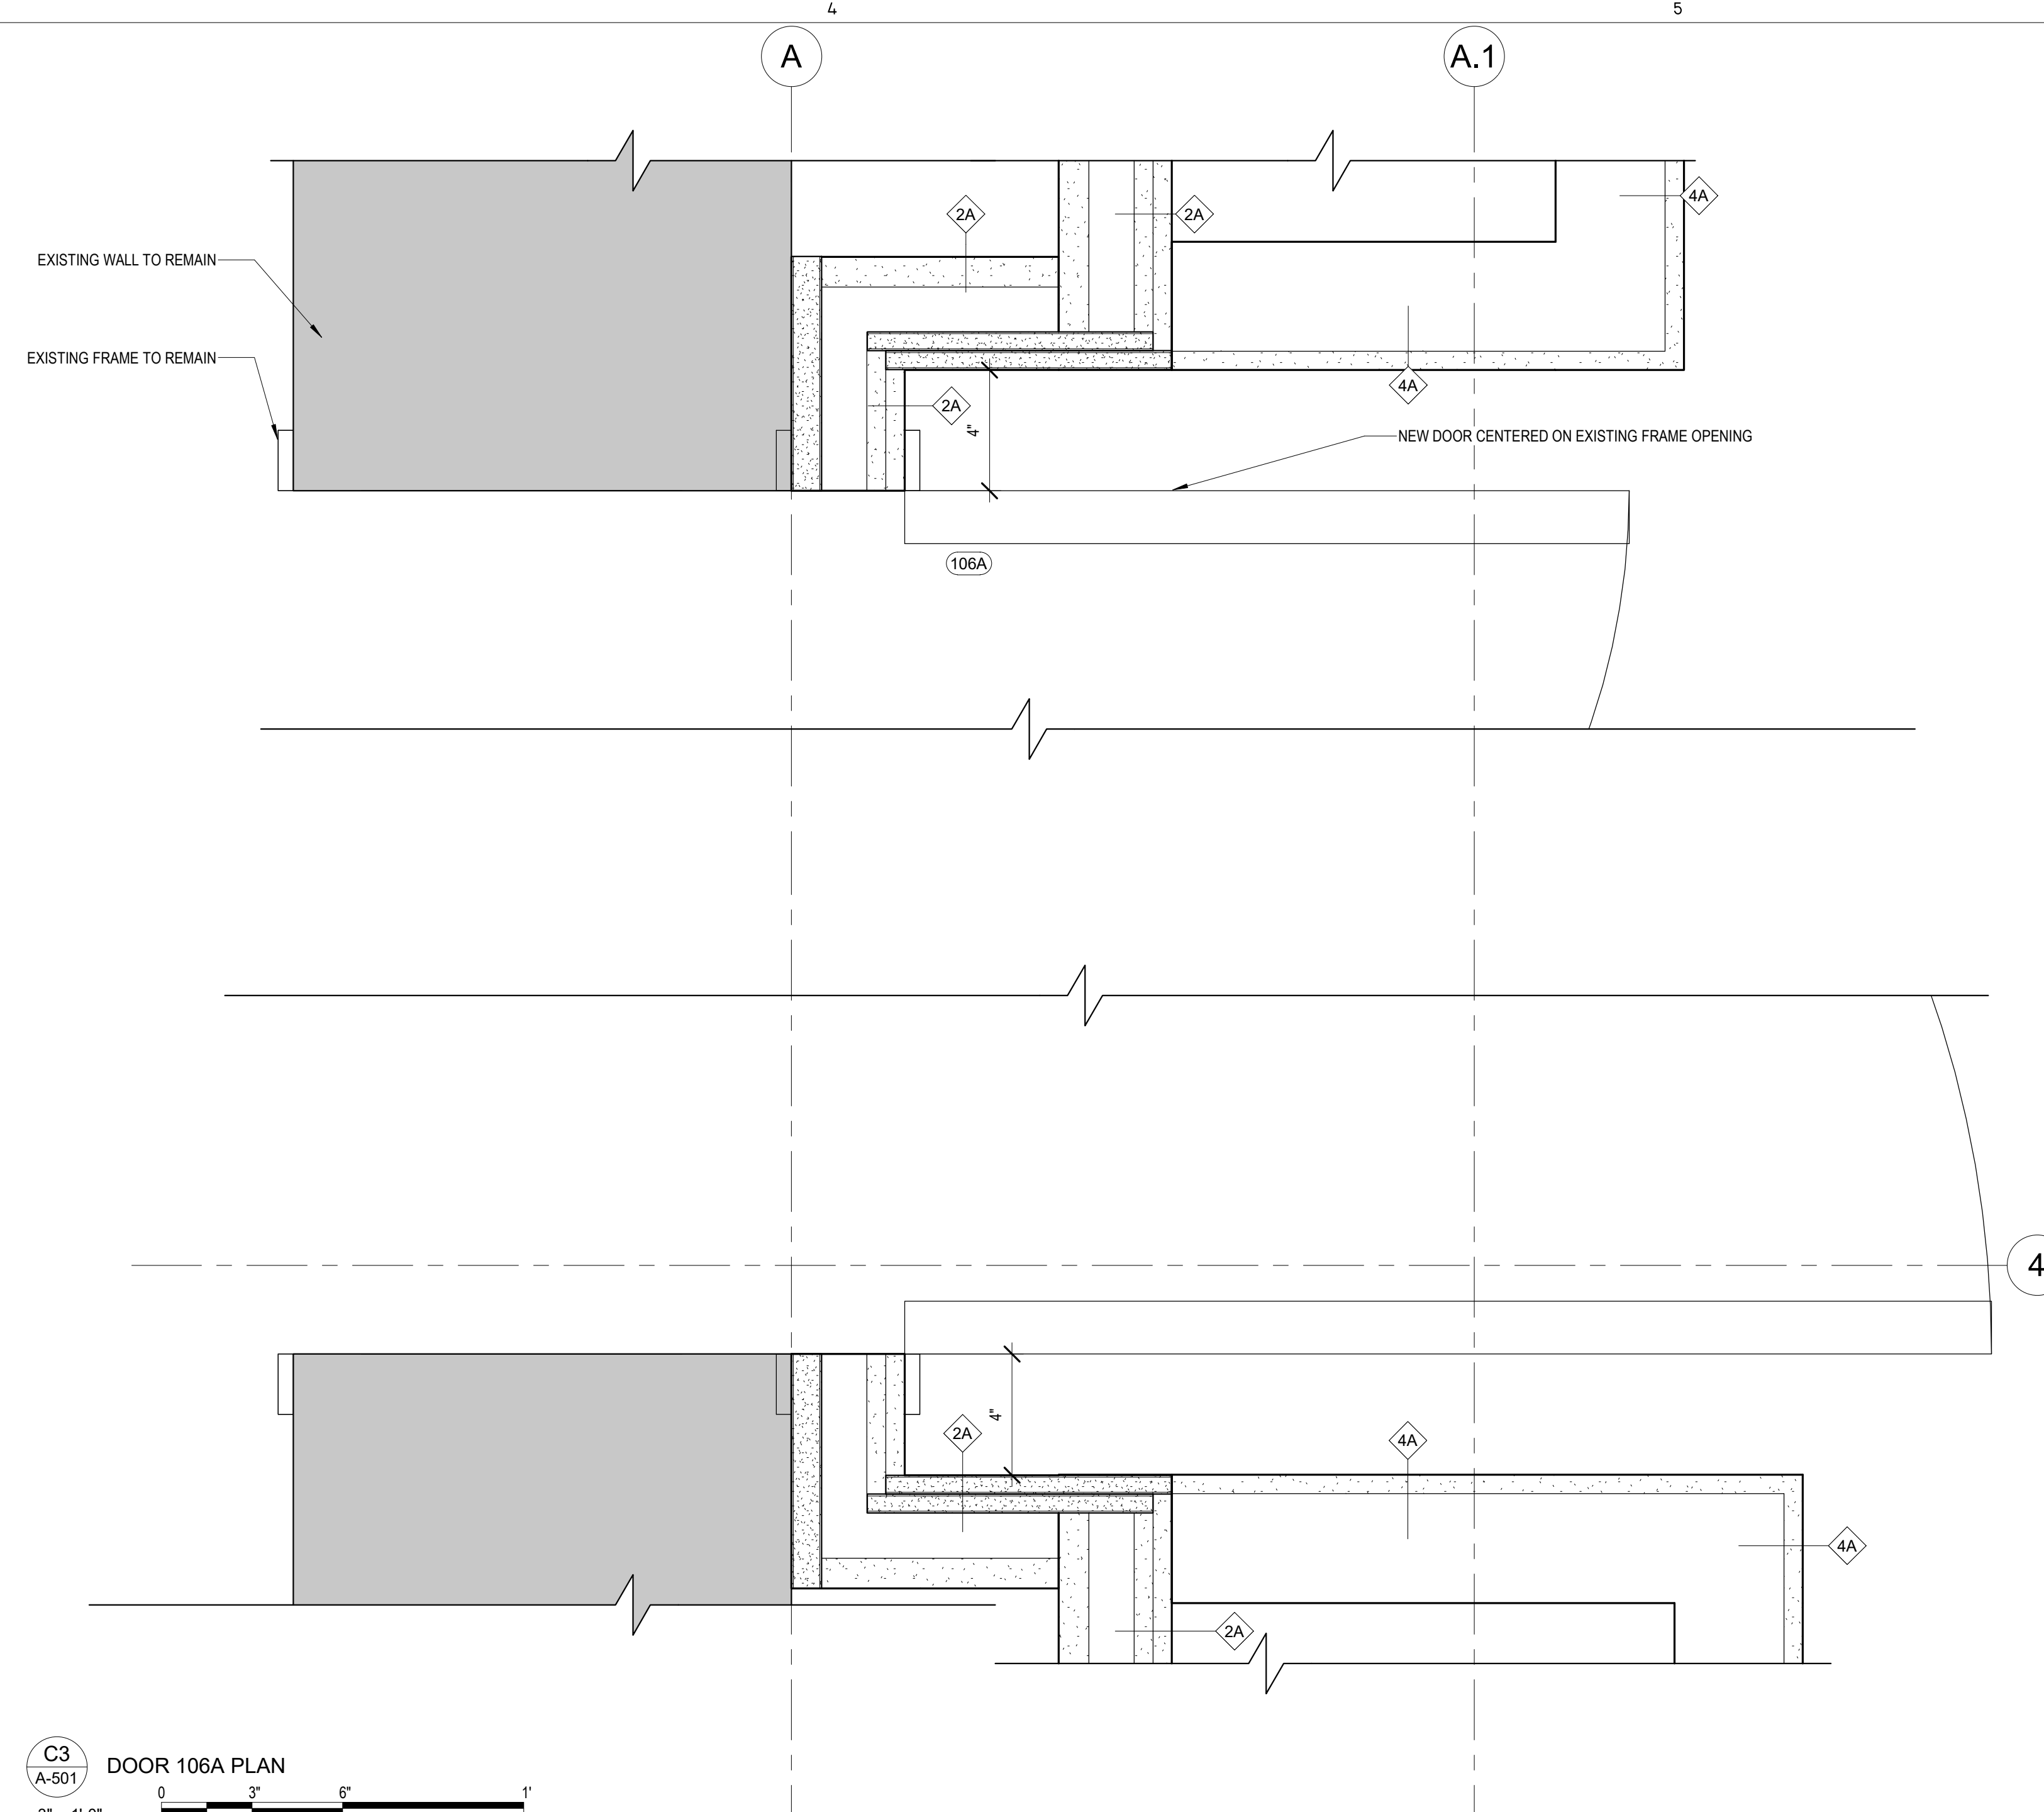 4
5
A
A.1
2A
2A
4A
EXISTING WALL TO REMAIN
EXISTING FRAME TO REMAIN
4A
2A
4"
NEW DOOR CENTERED ON EXISTING FRAME OPENING
106A
4
4"
2A
4A
4A
2A
C3
A-501
DOOR 106A PLAN
0
3"
6"
1'